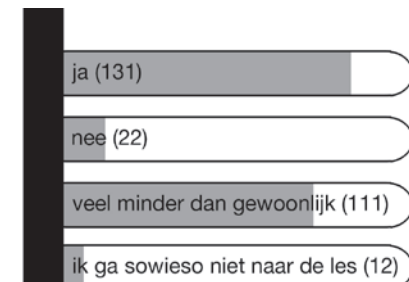 ja (131)
nee (22)
veel minder dan gewoonlijk (111)
ik ga sowieso niet naar de les (12)